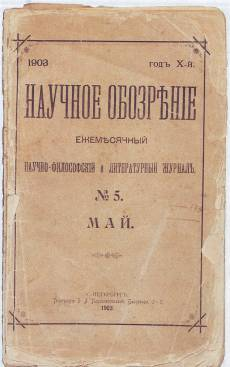 1903 годъ X-й.
НАУЧНОЕ ОБОЗРѢНІЕ
ЕЖЕМѢСЯЧНЫЙ
НАУЧНО-ФИЛОСОФСКІЙ и ЛИТЕРАТУРНЫЙ ЖУРНАЛЪ.
№ 5.
МАЙ.
С.-ПЕТЕРБУРГЪ.
1903